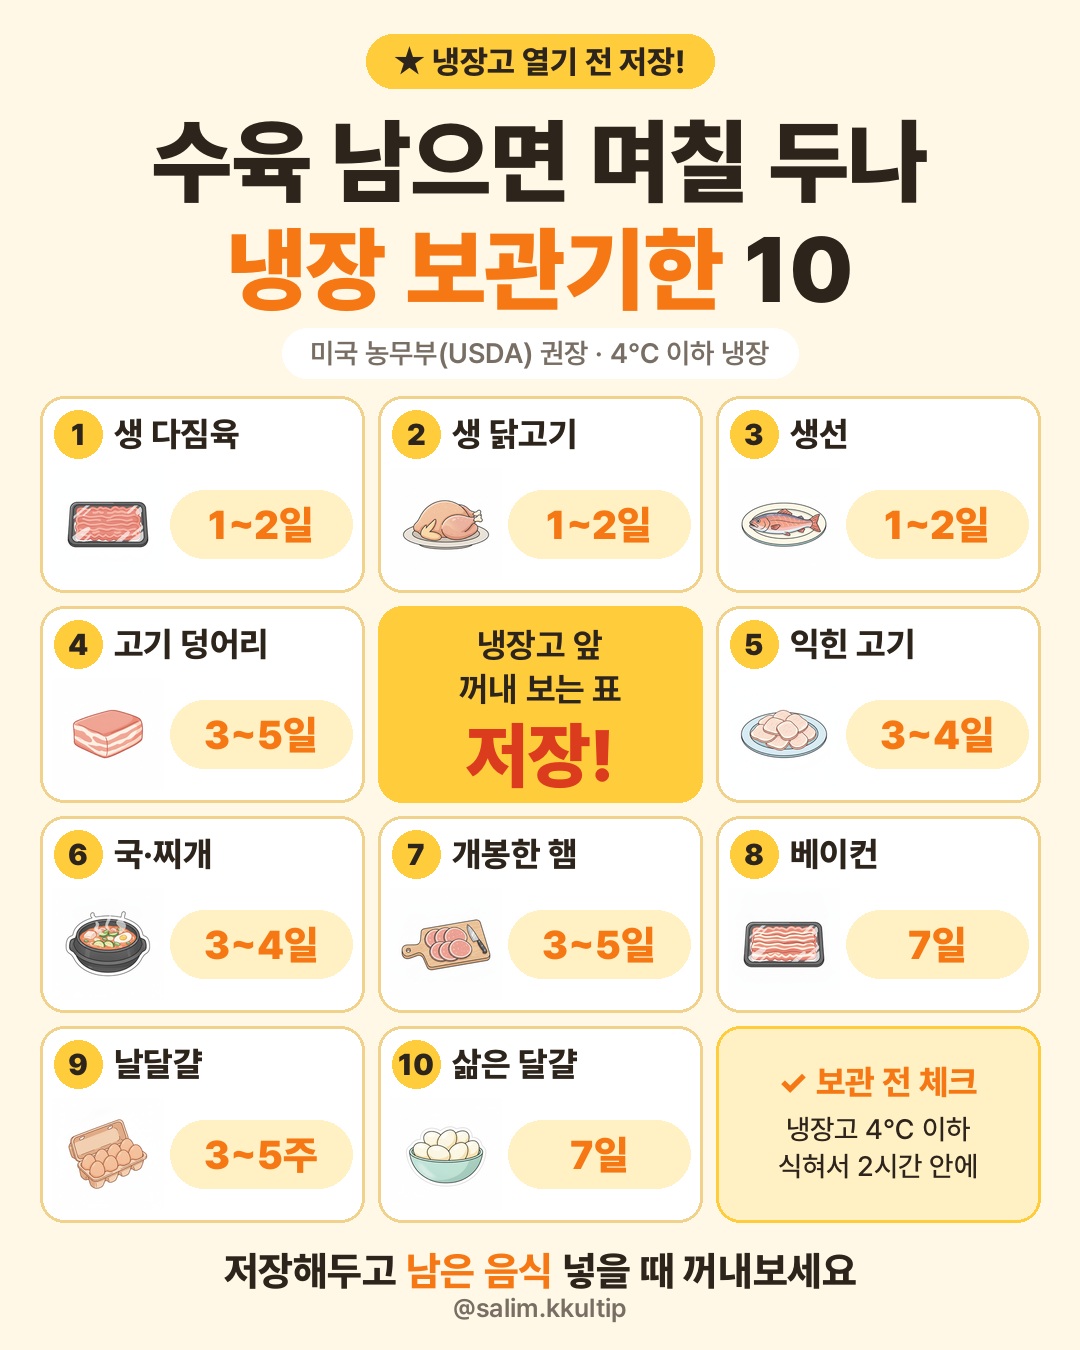 ★ 냉장고 열기 전 저장!
수육 남으면 며칠 두나
냉장 보관기한 10
미국 농무부(USDA) 권장 · 4°C 이하 냉장
1 생 다짐육
1~2일
2 생 닭고기
1~2일
3 생선
1~2일
4 고기 덩어리
3~5일
냉장고 앞
꺼내 보는 표
저장!
5 익힌 고기
3~4일
6 국·찌개
3~4일
7 개봉한 햄
3~5일
8 베이컨
7일
9 날달걀
3~5주
10 삶은 달걀
7일
✓ 보관 전 체크
냉장고 4°C 이하
식혀서 2시간 안에
저장해두고 남은 음식 넣을 때 꺼내보세요
@salim.kkultip